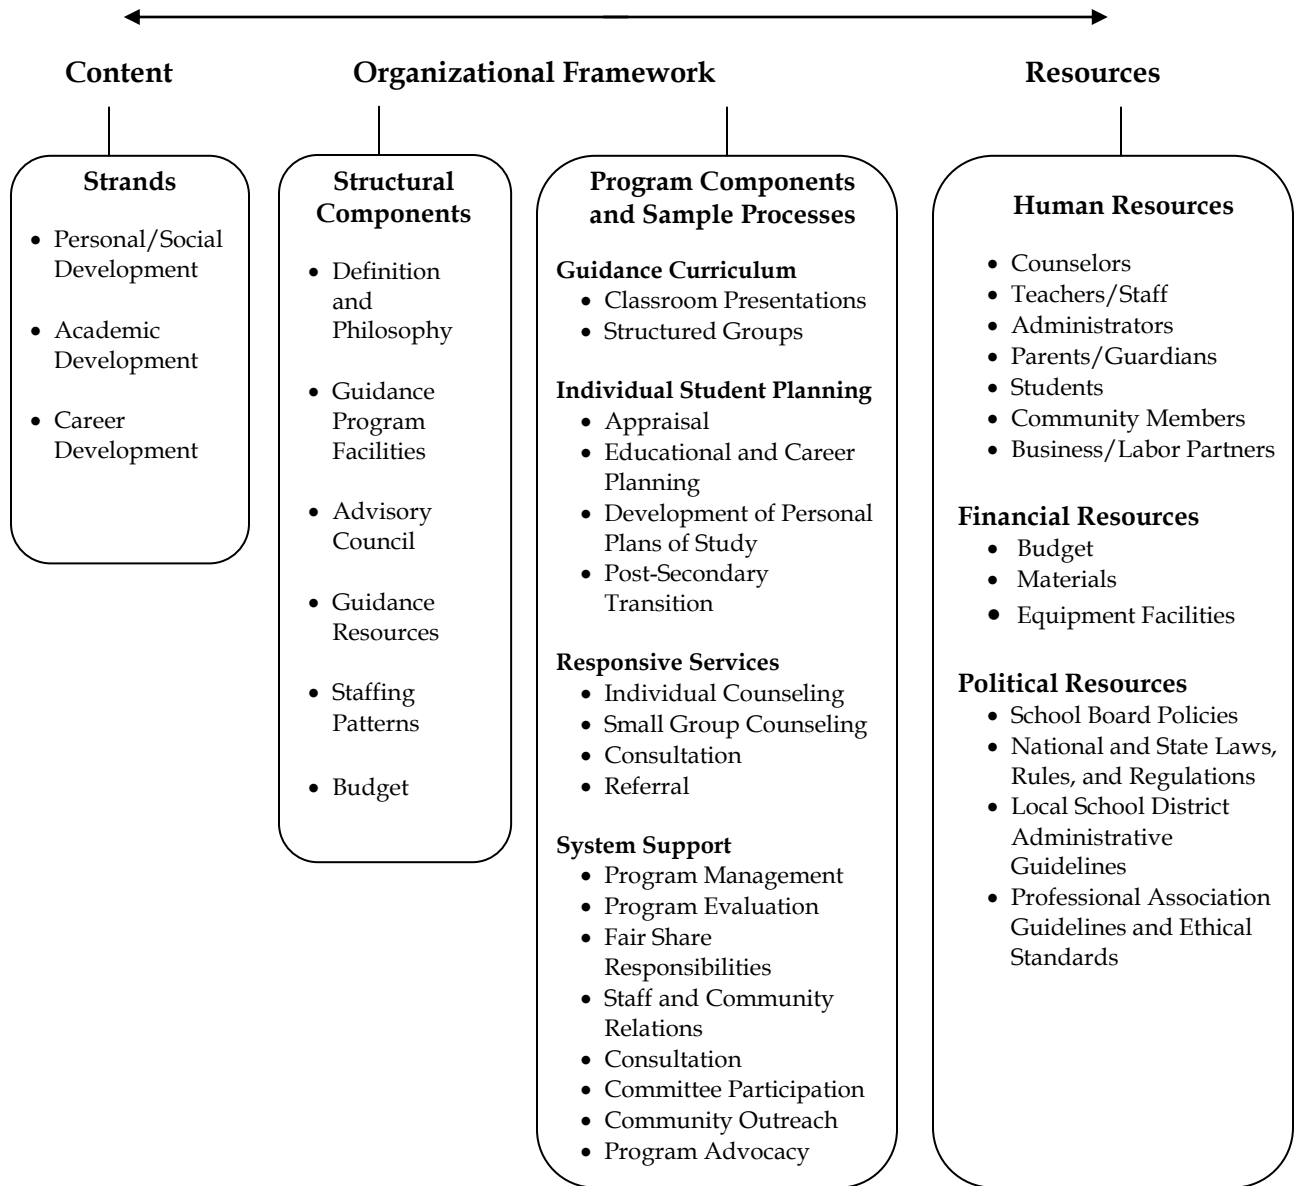 Content
Organizational Framework
Resources
Strands
• Personal/Social
Development
• Academic
Development
• Career
Development
Structural
Components
• Definition
and
Philosophy
• Guidance
Program
Facilities
• Advisory
Council
• Guidance
Resources
• Staffing
Patterns
• Budget
Program Components
and Sample Processes
Guidance Curriculum
• Classroom Presentations
• Structured Groups
Individual Student Planning
• Appraisal
• Educational and Career
Planning
• Development of Personal
Plans of Study
• Post-Secondary
Transition
Responsive Services
• Individual Counseling
• Small Group Counseling
• Consultation
• Referral
System Support
• Program Management
• Program Evaluation
• Fair Share
Responsibilities
• Staff and Community
Relations
• Consultation
• Committee Participation
• Community Outreach
• Program Advocacy
Human Resources
• Counselors
• Teachers/Staff
• Administrators
• Parents/Guardians
• Students
• Community Members
• Business/Labor Partners
Financial Resources
• Budget
• Materials
• Equipment Facilities
Political Resources
• School Board Policies
• National and State Laws,
Rules, and Regulations
• Local School District
Administrative
Guidelines
• Professional Association
Guidelines and Ethical
Standards